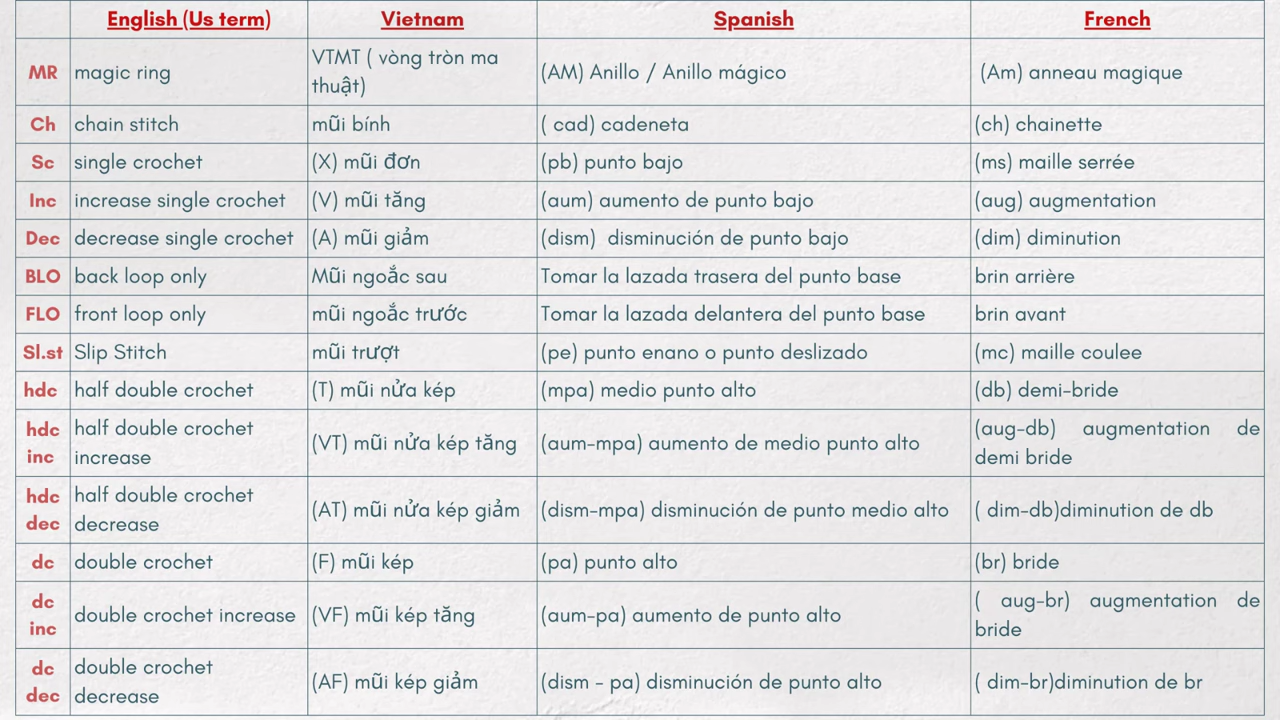 English (Us term) Vietnam Spanish French
MR magic ring VTMT ( vòng tròn ma thuật) (AM) Anillo / Anillo mágico (Am) anneau magique
Ch chain stitch mũi bính ( cad) cadeneta (ch) chainette
Sc single crochet (X) mũi đơn (pb) punto bajo (ms) maille serrée
Inc increase single crochet (V) mũi tăng (aum) aumento de punto bajo (aug) augmentation
Dec decrease single crochet (A) mũi giảm (dism) disminución de punto bajo (dim) diminution
BLO back loop only Mũi ngoắc sau Tomar la lazada trasera del punto base brin arrière
FLO front loop only mũi ngoắc trước Tomar la lazada delantera del punto base brin avant
Sl.st Slip Stitch mũi trượt (pe) punto enano o punto deslizado (mc) maille coulee
hdc half double crochet (T) mũi nửa kép (mpa) medio punto alto (db) demi-bride
hdc inc half double crochet increase (VT) mũi nửa kép tăng (aum-mpa) aumento de medio punto alto (aug-db) augmentation de demi bride
hdc dec half double crochet decrease (AT) mũi nửa kép giảm (dism-mpa) disminución de punto medio alto ( dim-db)diminution de db
dc double crochet (F) mũi kép (pa) punto alto (br) bride
dc inc double crochet increase (VF) mũi kép tăng (aum-pa) aumento de punto alto ( aug-br) augmentation de bride
dc dec double crochet decrease (AF) mũi kép giảm (dism - pa) disminución de punto alto ( dim-br)diminution de br